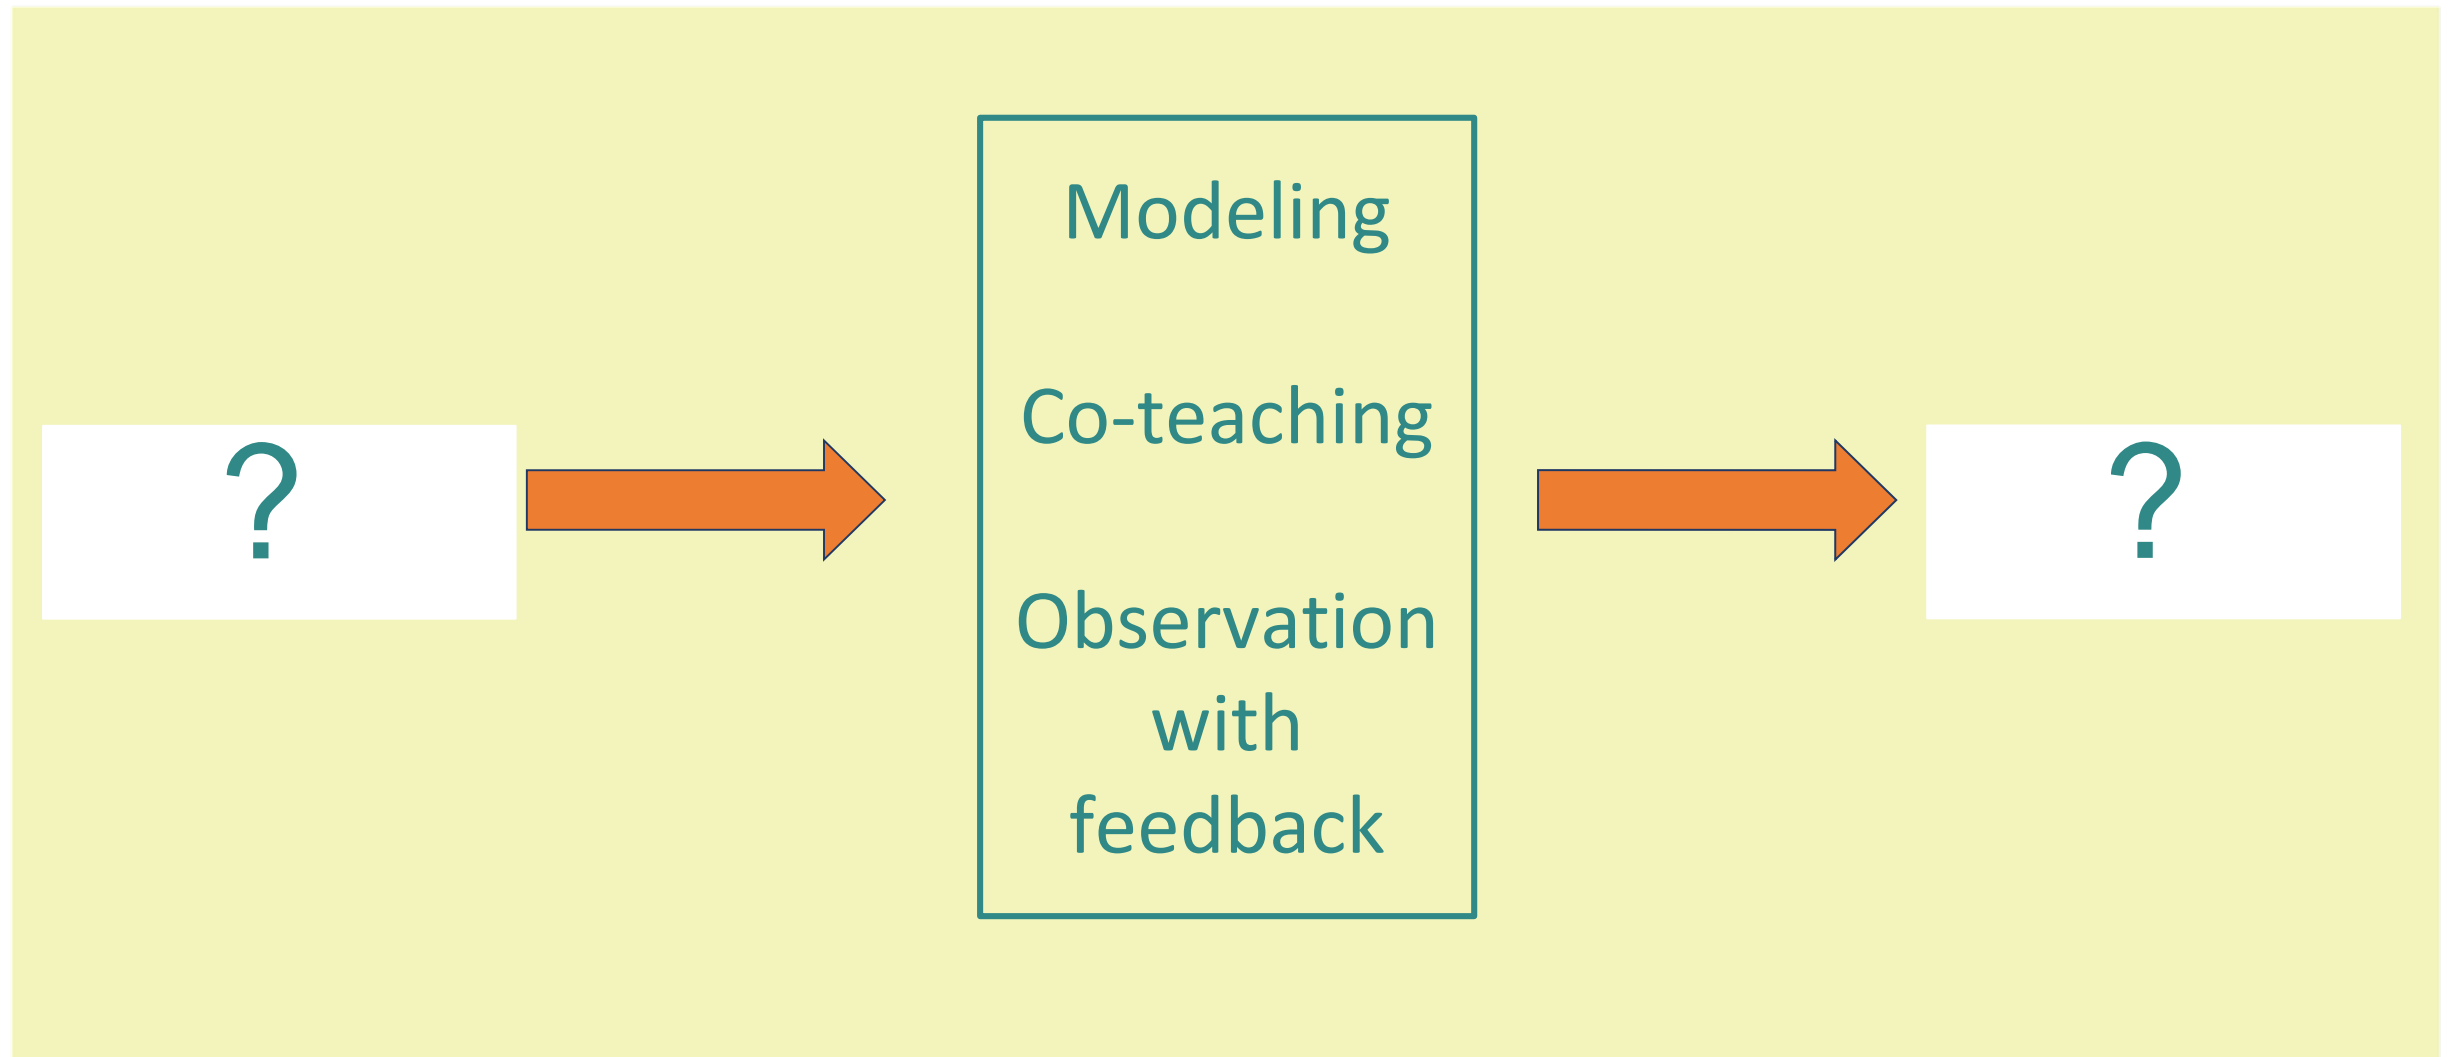 ?
Modeling
Co-teaching
Observation
with
feedback
?